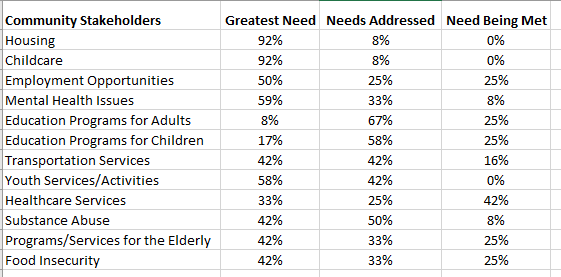 Community Stakeholders Greatest Need Needs Addressed Need Being Met
Housing 92% 8% 0%
Childcare 92% 8% 0%
Employment Opportunities 50% 25% 25%
Mental Health Issues 59% 33% 8%
Education Programs for Adults 8% 67% 25%
Education Programs for Children 17% 58% 25%
Transportation Services 42% 42% 16%
Youth Services/Activities 58% 42% 0%
Healthcare Services 33% 25% 42%
Substance Abuse 42% 50% 8%
Programs/Services for the Elderly 42% 33% 25%
Food Insecurity 42% 33% 25%